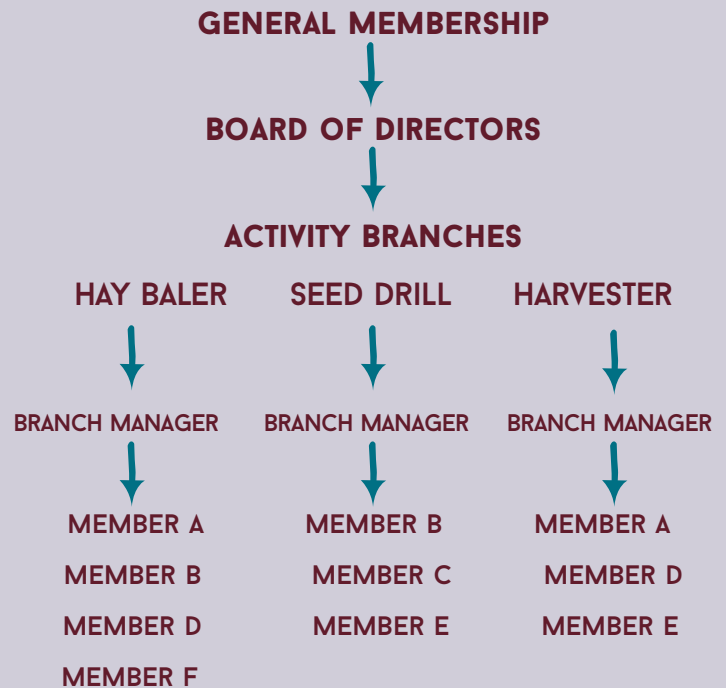 GENERAL MEMBERSHIP
BOARD OF DIRECTORS
ACTIVITY BRANCHES
HAY BALER SEED DRILL HARVESTER
BRANCH MANAGER BRANCH MANAGER BRANCH MANAGER
MEMBER A MEMBER B MEMBER A
MEMBER B MEMBER C MEMBER D
MEMBER D MEMBER E MEMBER E
MEMBER F